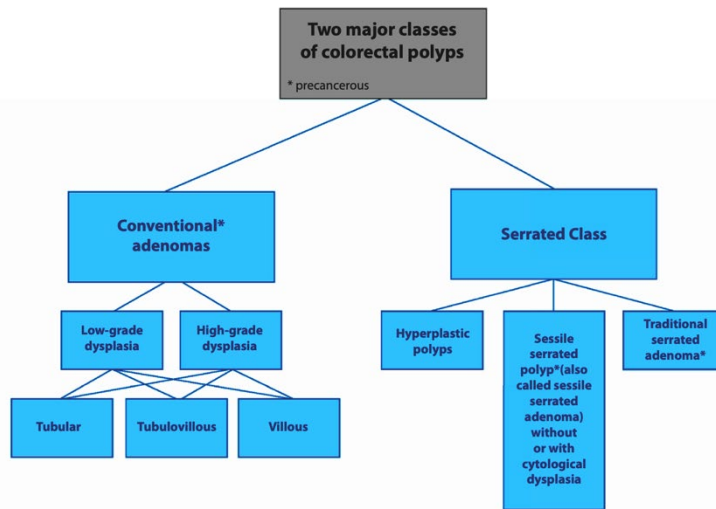 Two major classes
of colorectal polyps
* precancerous
Conventional*
adenomas
Serrated Class
Low-grade
dysplasia
High-grade
dysplasia
Hyperplastic
polyps
Sessile
serrated
polyp*(also
called sessile
serrated
adenoma)
without
or with
cytological
dysplasia
Traditional
serrated
adenoma*
Tubular
Tubulovillous
Villous